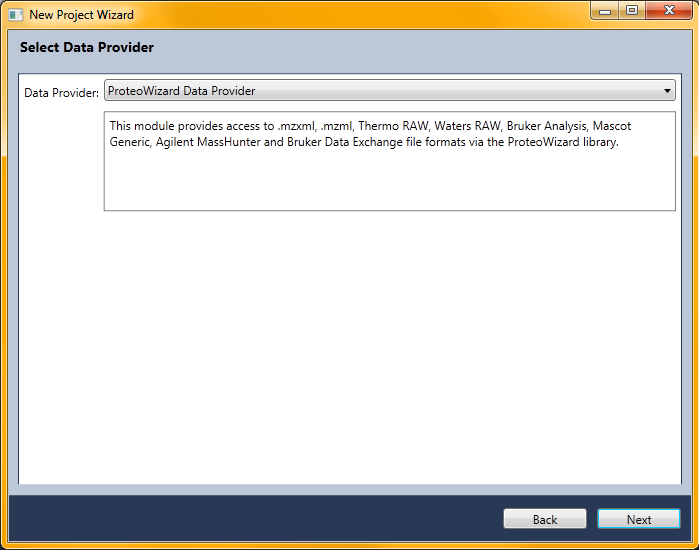 New Project Wizard
Select Data Provider
Data Provider: ProteoWizard Data Provider
This module provides access to .mzxml, .mzml, Thermo RAW, Waters RAW, Bruker Analysis, Mascot
Generic, Agilent MassHunter and Bruker Data Exchange file formats via the ProteoWizard library.
Back Next